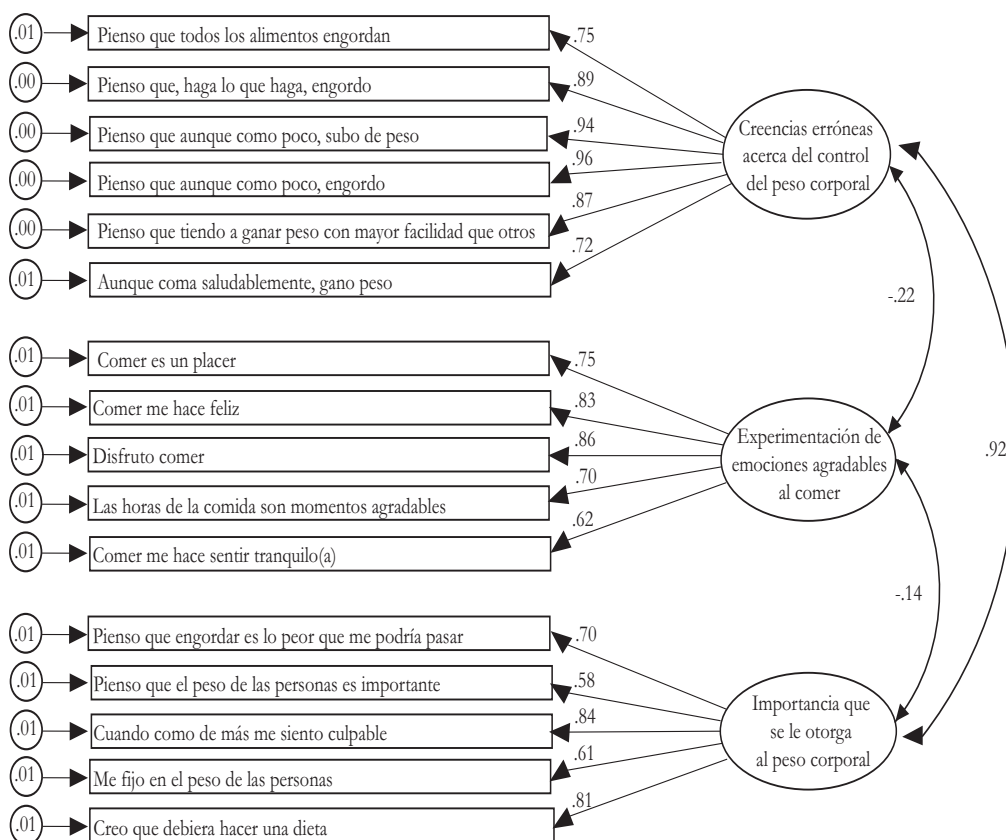 .01
Pienso que todos los alimentos engordan
.75
.00
Pienso que, haga lo que haga, engordo
.89
.00
Pienso que aunque como poco, subo de peso
.94
.00
Pienso que aunque como poco, engordo
.96
.00
Pienso que tiendo a ganar peso con mayor facilidad que otros
.87
.01
Aunque coma saludablemente, gano peso
.72
Creencias erróneas
acerca del control
del peso corporal
-.22
.01
Comer es un placer
.75
.01
Comer me hace feliz
.83
.01
Disfruto comer
.86
.01
Las horas de la comida son momentos agradables
.70
.01
Comer me hace sentir tranquilo(a)
.62
Experimentación de
emociones agradables
al comer
.92
-.14
.01
Pienso que engordar es lo peor que me podría pasar
.70
.01
Pienso que el peso de las personas es importante
.58
.01
Cuando como de más me siento culpable
.84
.01
Me fijo en el peso de las personas
.61
.01
Creo que debiera hacer una dieta
.81
Importancia que
se le otorga
al peso corporal